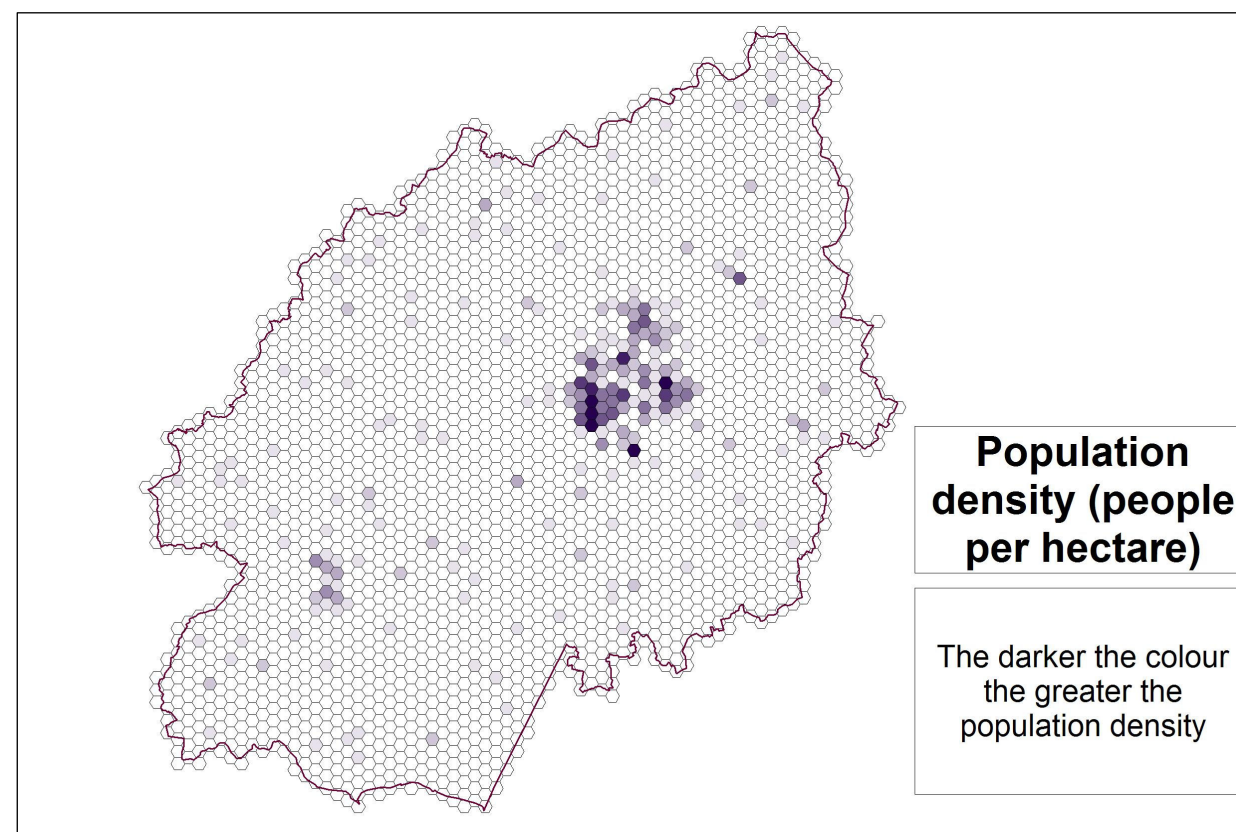 Population
density (people
per hectare)
The darker the colour
the greater the
population density